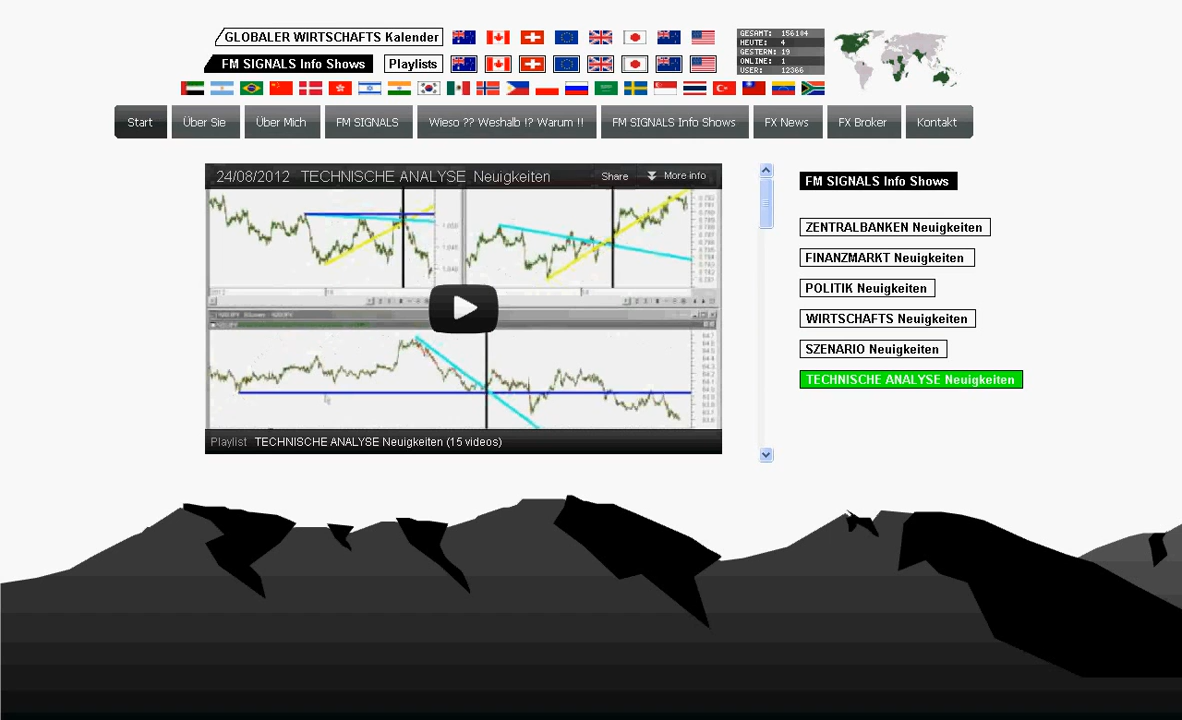 GLOBALER WIRTSCHAFTS Kalender
FM SIGNALS Info Shows
Playlists
GESAMT: 156104
HEUTE: 4
GESTERN: 19
ONLINE: 1
USER: 12366
Start
Über Sie
Über Mich
FM SIGNALS
Wieso ?? Weshalb !? Warum !!
FM SIGNALS Info Shows
FX News
FX Broker
Kontakt
24/08/2012 TECHNISCHE ANALYSE Neuigkeiten
Share
More info
Playlist TECHNISCHE ANALYSE Neuigkeiten (15 videos)
FM SIGNALS Info Shows
ZENTRALBANKEN Neuigkeiten
FINANZMARKT Neuigkeiten
POLITIK Neuigkeiten
WIRTSCHAFTS Neuigkeiten
SZENARIO Neuigkeiten
TECHNISCHE ANALYSE Neuigkeiten